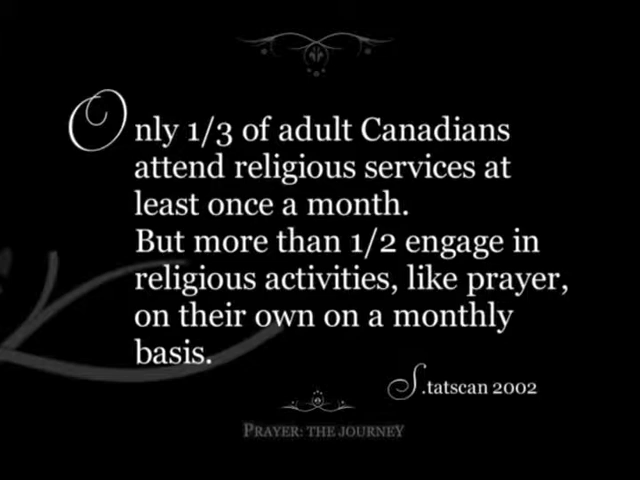 Only 1/3 of adult Canadians
attend religious services at
least once a month.
But more than 1/2 engage in
religious activities, like prayer,
on their own on a monthly
basis.
S.tatscan 2002
PRAYER: THE JOURNEY